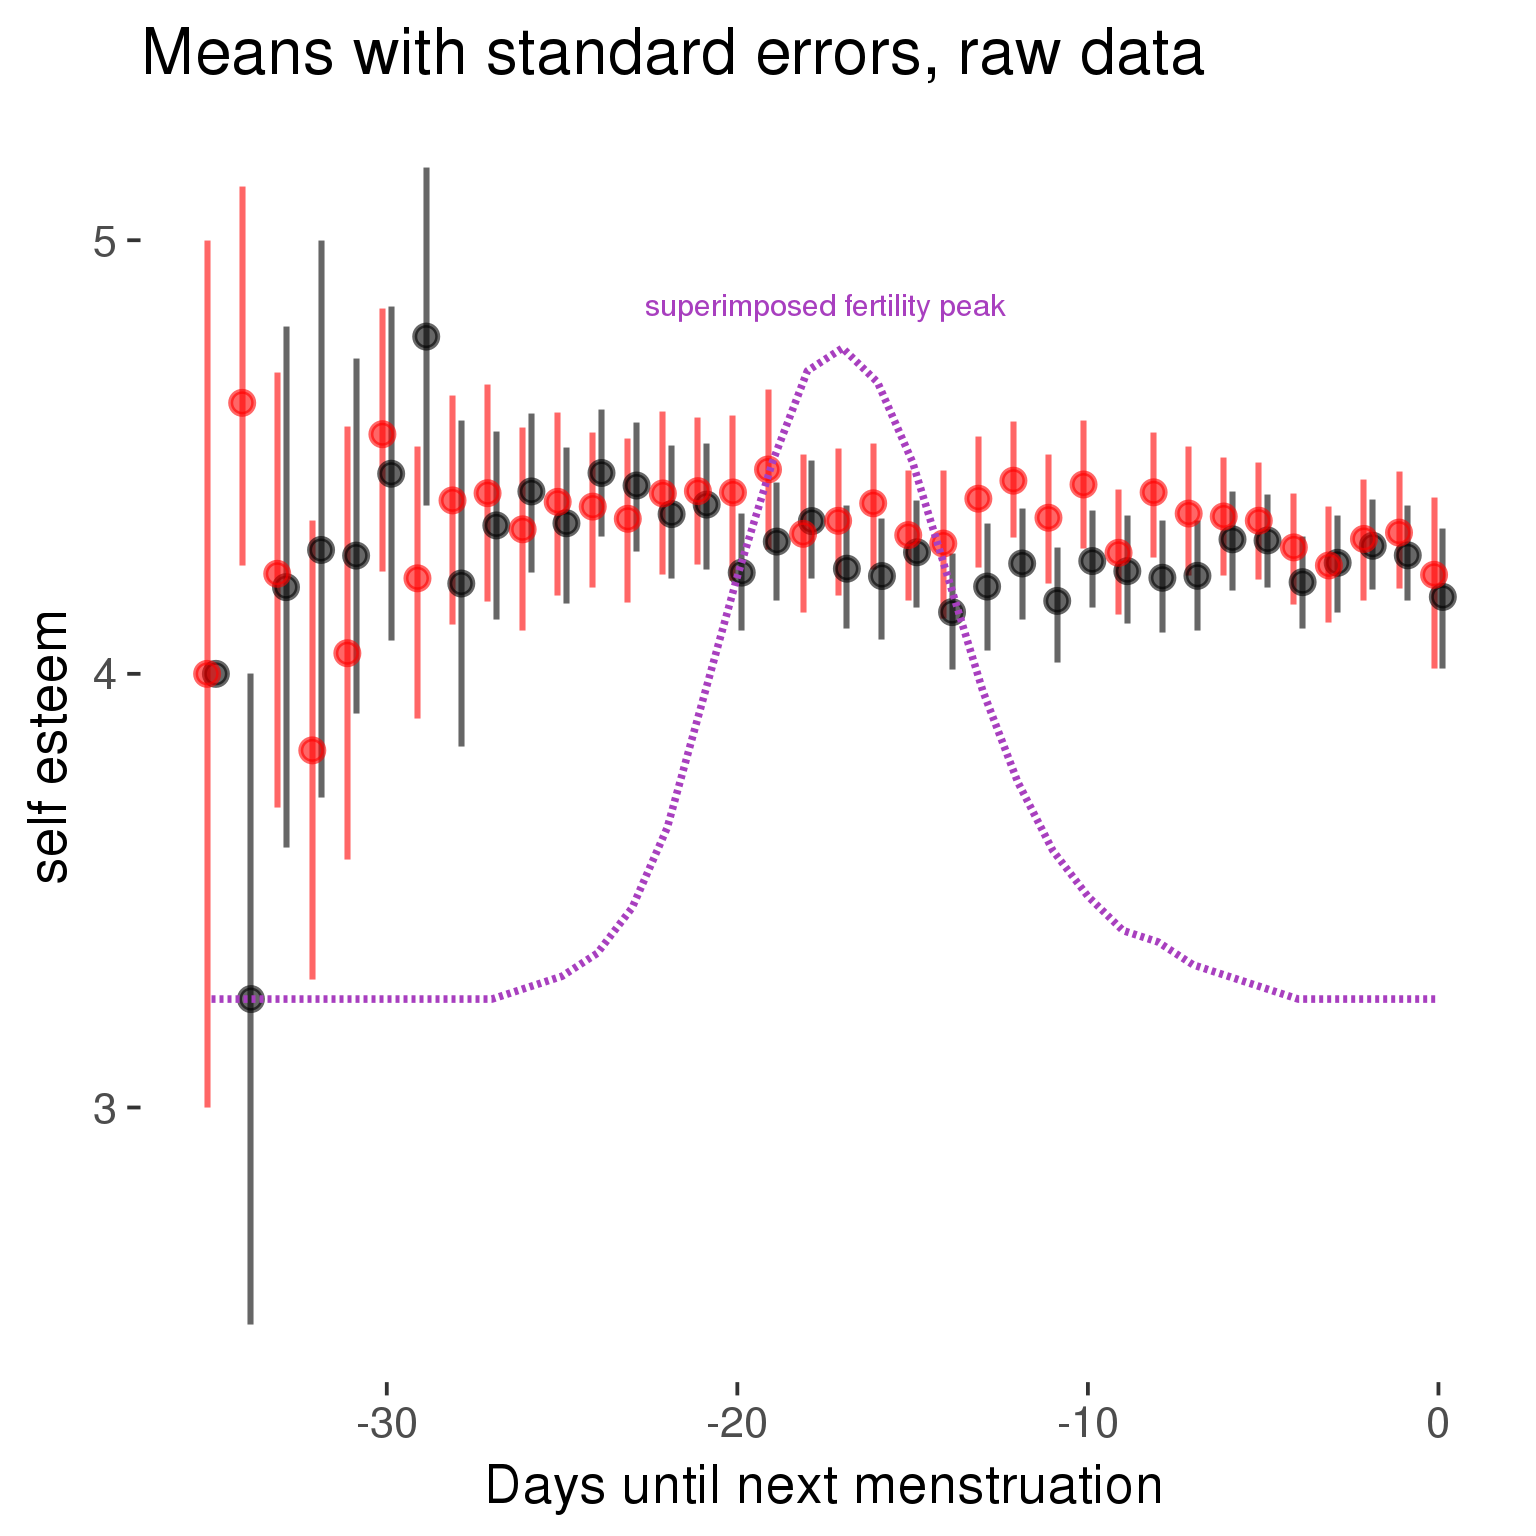 Means with standard errors, raw data
superimposed fertility peak
self esteem
5
4
3
-30
-20
-10
0
Days until next menstruation